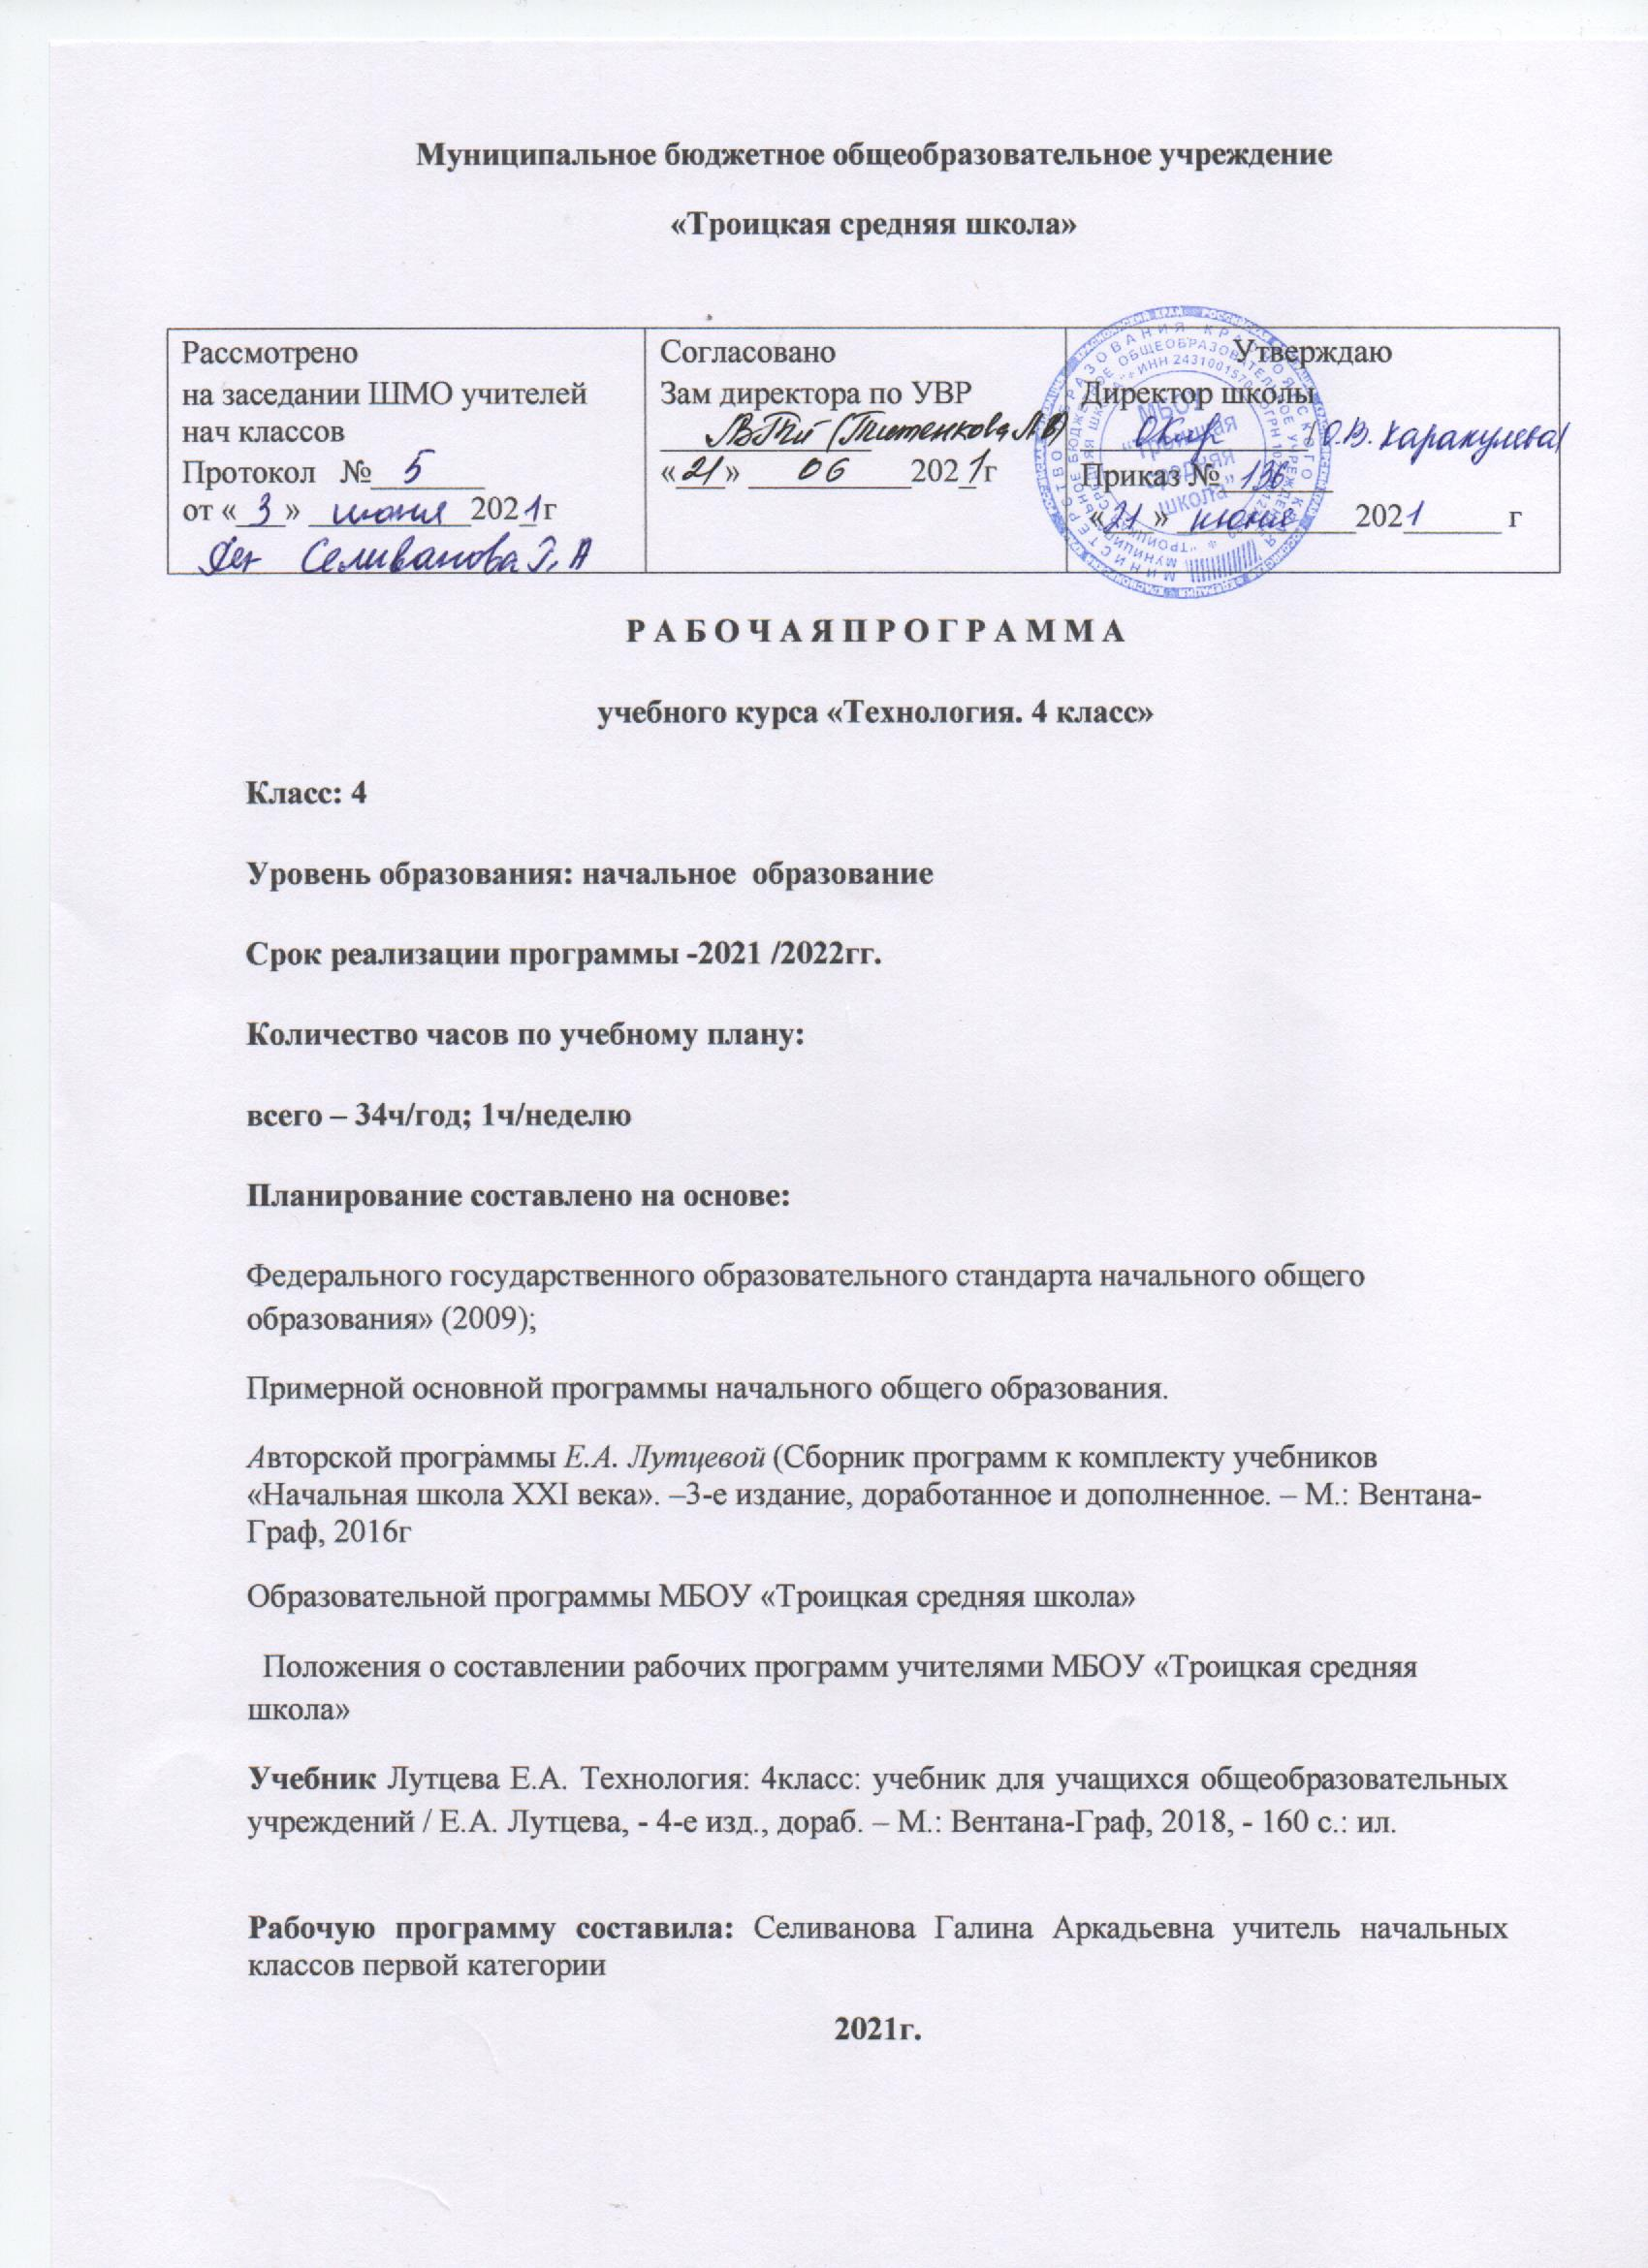 Муниципальное бюджетное общеобразовательное учреждение
«Троицкая средняя школа»
Рассмотрено
на заседании ШМО учителей
нач классов
Протокол №5
от «3» июня 2021г
Селиванова Г.А
Согласовано
Зам директора по УВР
(Титенкова Л.В)
«21» 06 2021г
Утверждаю
Директор школы
/О.В. Каракулева/
Приказ № 136
«21» июня 2021 г
МБОУ
"Троицкая
средняя
школа"
Р А Б О Ч А Я П Р О Г Р А М М А
учебного курса «Технология. 4 класс»
Класс: 4
Уровень образования: начальное образование
Срок реализации программы -2021 /2022гг.
Количество часов по учебному плану:
всего – 34ч/год; 1ч/неделю
Планирование составлено на основе:
Федерального государственного образовательного стандарта начального общего
образования» (2009);
Примерной основной программы начального общего образования.
Авторской программы Е.А. Лутцевой (Сборник программ к комплекту учебников
«Начальная школа XXI века». –3-е издание, доработанное и дополненное. – М.: Вентана-
Граф, 2016г
Образовательной программы МБОУ «Троицкая средняя школа»
Положения о составлении рабочих программ учителями МБОУ «Троицкая средняя
школа»
Учебник Лутцева Е.А. Технология: 4класс: учебник для учащихся общеобразовательных
учреждений / Е.А. Лутцева, - 4-е изд., дораб. – М.: Вентана-Граф, 2018, - 160 с.: ил.
Рабочую программу составила: Селиванова Галина Аркадьевна учитель начальных
классов первой категории
2021г.